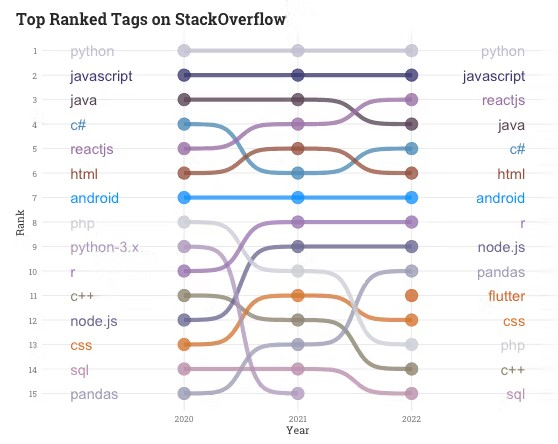 Top Ranked Tags on StackOverflow
1 python python
2 javascript javascript
3 java reactjs
4 c# java
5 reactjs c#
6 html html
7 android android
8 php r
9 python-3.x node.js
10 r pandas
11 c++ flutter
12 node.js css
13 css php
14 sql c++
15 pandas sql
Rank
2020 2021 2022
Year